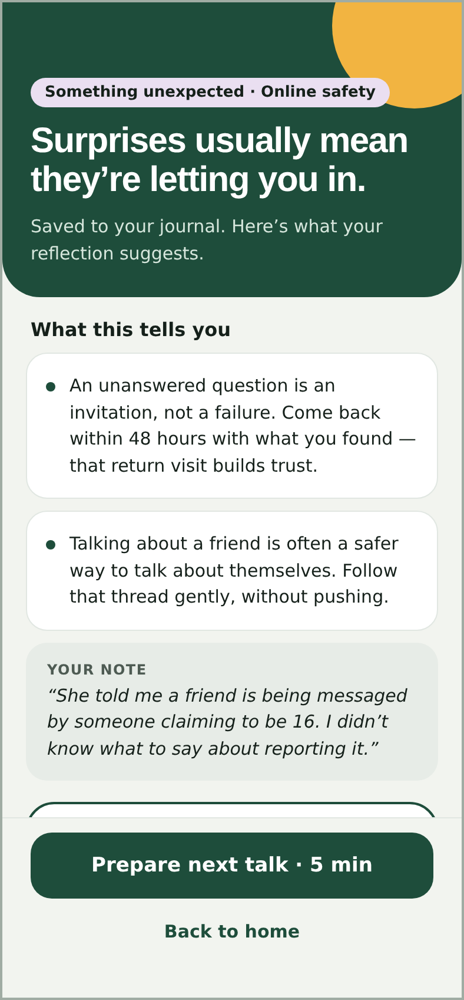 Something unexpected · Online safety
Surprises usually mean
they’re letting you in.
Saved to your journal. Here’s what your
reflection suggests.
What this tells you
An unanswered question is an
invitation, not a failure. Come back
within 48 hours with what you found —
that return visit builds trust.
Talking about a friend is often a safer
way to talk about themselves. Follow
that thread gently, without pushing.
YOUR NOTE
“She told me a friend is being messaged
by someone claiming to be 16. I didn’t
know what to say about reporting it.”
Prepare next talk · 5 min
Back to home